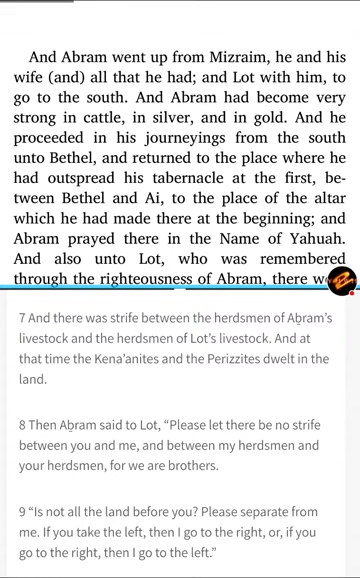 And Abram went up from Mizraim, he and his
wife (and) all that he had; and Lot with him, to
go to the south. And Abram had become very
strong in cattle, in silver, and in gold. And he
proceeded in his journeyings from the south
unto Bethel, and returned to the place where he
had outspread his tabernacle at the first, be-
tween Bethel and Ai, to the place of the altar
which he had made there at the beginning; and
Abram prayed there in the Name of Yahuah.
And also unto Lot, who was remembered
through the righteousness of Abram, there
7 And there was strife between the herdsmen of Aḇram’s
livestock and the herdsmen of Lot’s livestock. And at
that time the Kena’anites and the Perizzites dwelt in the
land.
8 Then Aḇram said to Lot, “Please let there be no strife
between you and me, and between my herdsmen and
your herdsmen, for we are brothers.
9 “Is not all the land before you? Please separate from
me. If you take the left, then I go to the right, or, if you
go to the right, then I go to the left.”